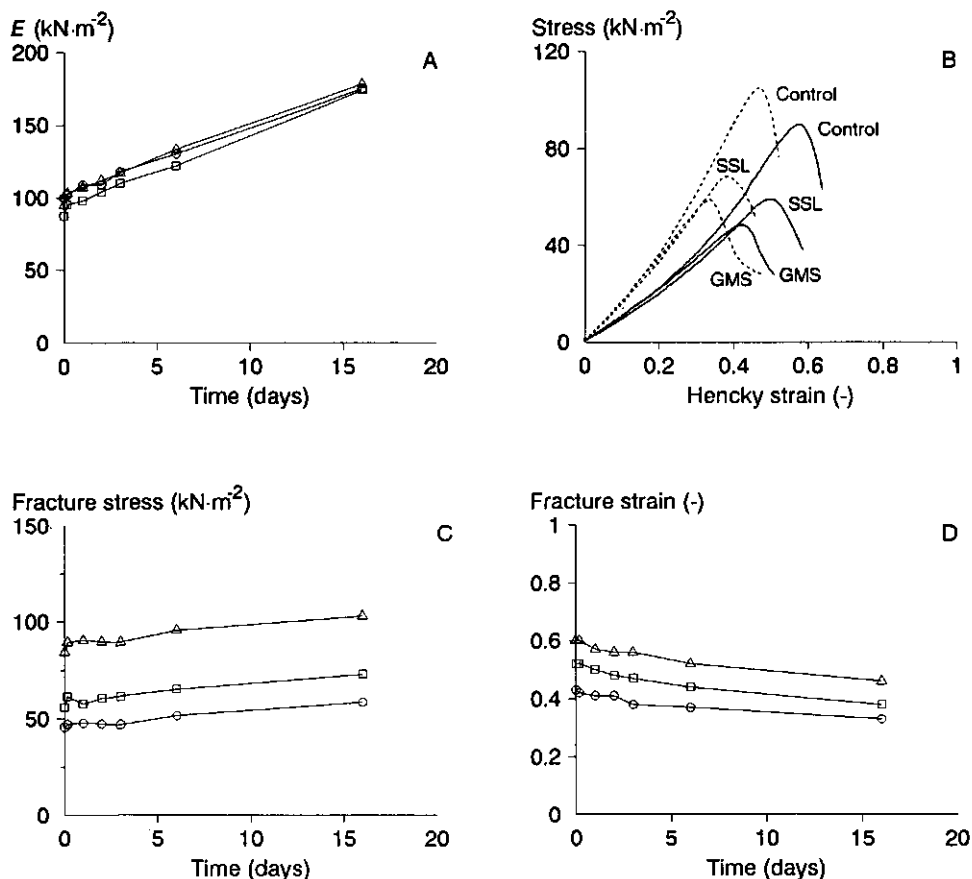 E (kN·m⁻²)
A
200
150
100
50
0
0 5 10 15 20
Time (days)
Stress (kN·m⁻²)
B
120
80
40
0
Control
Control
SSL
SSL
GMS
GMS
0 0.2 0.4 0.6 0.8 1
Hencky strain (-)
Fracture stress (kN·m⁻²)
C
150
100
50
0
0 5 10 15 20
Time (days)
Fracture strain (-)
D
1
0.8
0.6
0.4
0.2
0
0 5 10 15 20
Time (days)